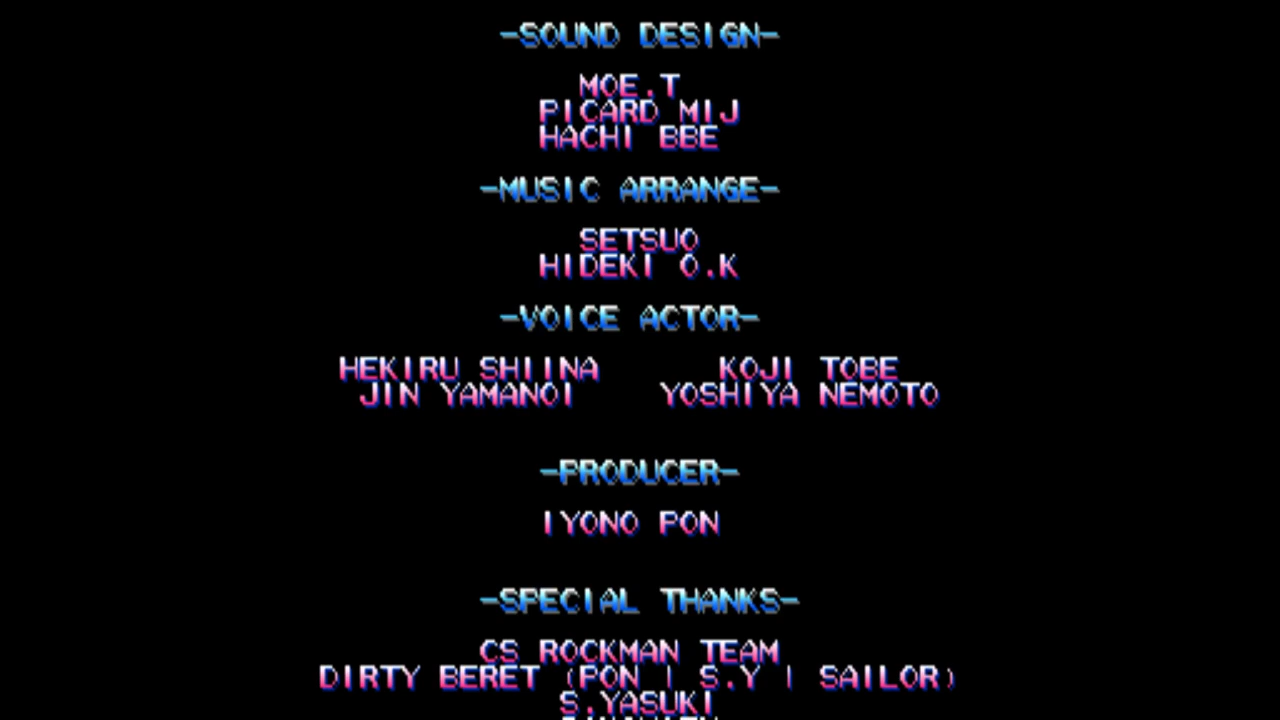 -SOUND DESIGN-
MOE.T
PICARD MIJ
HACHI BBE
-MUSIC ARRANGE-
SETSUO
HIDEKI O.K
-VOICE ACTOR-
HEKIRU SHIINA KOJI TOBE
JIN YAMANOI YOSHIYA NEMOTO
-PRODUCER-
IYONO PON
-SPECIAL THANKS-
CS ROCKMAN TEAM
DIRTY BERET (PON | S.Y | SAILOR)
S.YASUKI